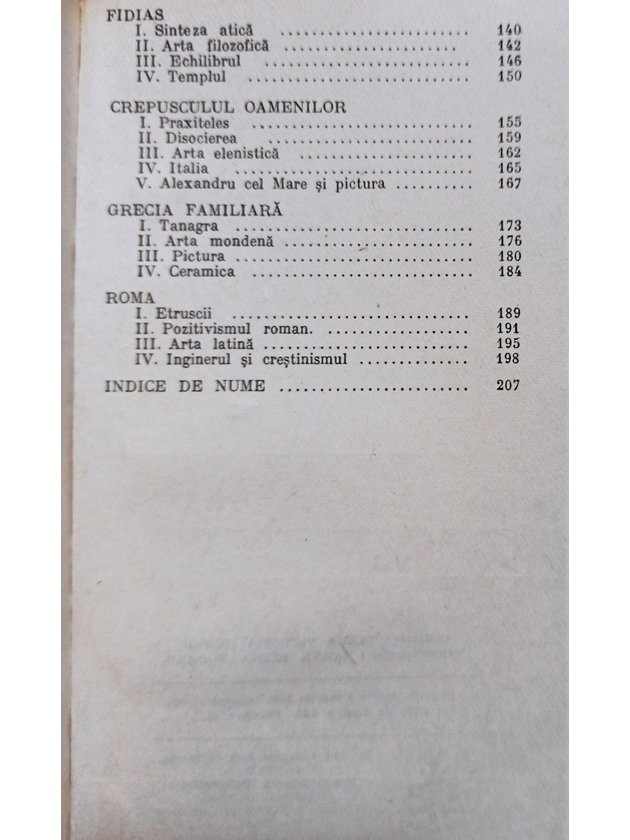 FIDIAS
I. Sinteza atică ........................ 140
II. Arta filozofică ..................... 142
III. Echilibrul ........................ 146
IV. Templul ........................ 150
CREPUSCULUL OAMENILOR
I. Praxiteles ........................ 155
II. Disocierea ........................ 159
III. Arta elenistică ................... 162
IV. Italia ........................ 165
V. Alexandru cel Mare și pictura .......... 167
GRECIA FAMILIARĂ
I. Tanagra ........................ 173
II. Arta mondenă ........................ 176
III. Pictura ........................ 180
IV. Ceramica ........................ 184
ROMA
I. Etruscii ........................ 189
II. Pozitivismul roman. .................. 191
III. Arta latină ........................ 195
IV. Inginerul și creștinismul .............. 198
INDICE DE NUME ........................ 207